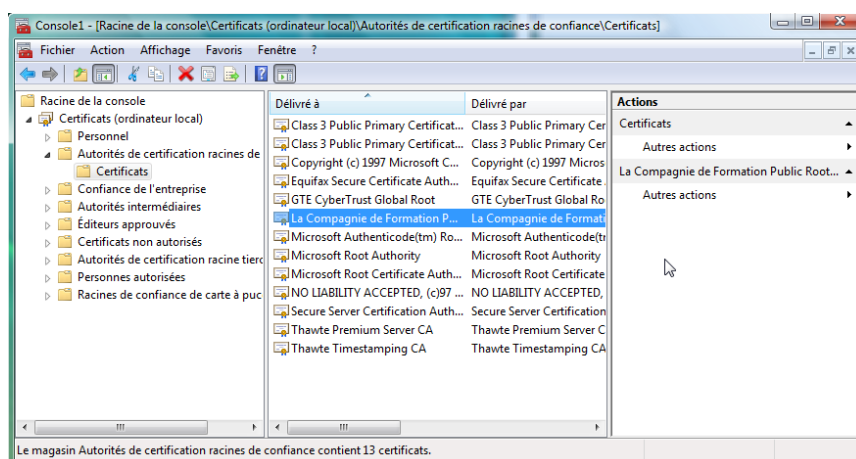 Console1 - [Racine de la console\Certificats (ordinateur local)\Autorités de certification racines de confiance\Certificats]
Fichier Action Affichage Favoris Fenêtre ?
Racine de la console
Certificats (ordinateur local)
Personnel
Autorités de certification racines de
Certificats
Confiance de l'entreprise
Autorités intermédiaires
Éditeurs approuvés
Certificats non autorisés
Autorités de certification racine tierc
Personnes autorisées
Racines de confiance de carte à puc
Délivré à Délivré par
Class 3 Public Primary Certificat... Class 3 Public Primary Cer
Class 3 Public Primary Certificat... Class 3 Public Primary Cer
Copyright (c) 1997 Microsoft C... Copyright (c) 1997 Micros
Equifax Secure Certificate Auth... Equifax Secure Certificate
GTE CyberTrust Global Root GTE CyberTrust Global Ro
La Compagnie de Formation P... La Compagnie de Formati
Microsoft Authenticode(tm) Ro... Microsoft Authenticode(t
Microsoft Root Authority Microsoft Root Authority
Microsoft Root Certificate Auth... Microsoft Root Certificate
NO LIABILITY ACCEPTED, (c)97 ... NO LIABILITY ACCEPTED,
Secure Server Certification Auth... Secure Server Certification
Thawte Premium Server CA Thawte Premium Server C
Thawte Timestamping CA Thawte Timestamping CA
Actions
Certificats
Autres actions
La Compagnie de Formation Public Root...
Autres actions
Le magasin Autorités de certification racines de confiance contient 13 certificats.